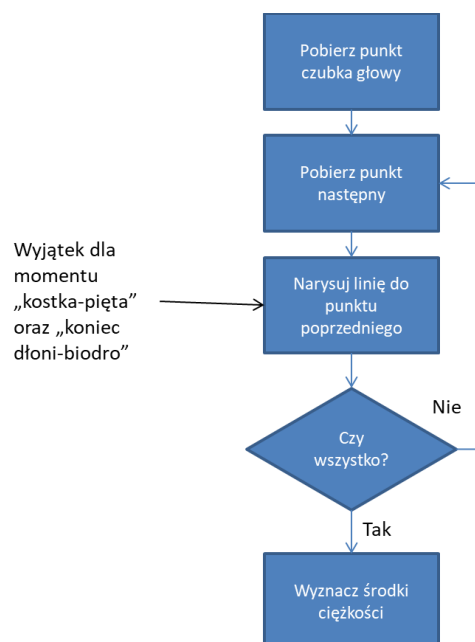 Pobierz punkt
czubka głowy
Pobierz punkt
następny
Wyjątek dla
momentu
„kostka-pięta”
oraz „koniec
dłoni-biodro”
Narysuj linię do
punktu
poprzedniego
Nie
Czy
wszystko?
Tak
Wyznacz środki
ciężkości